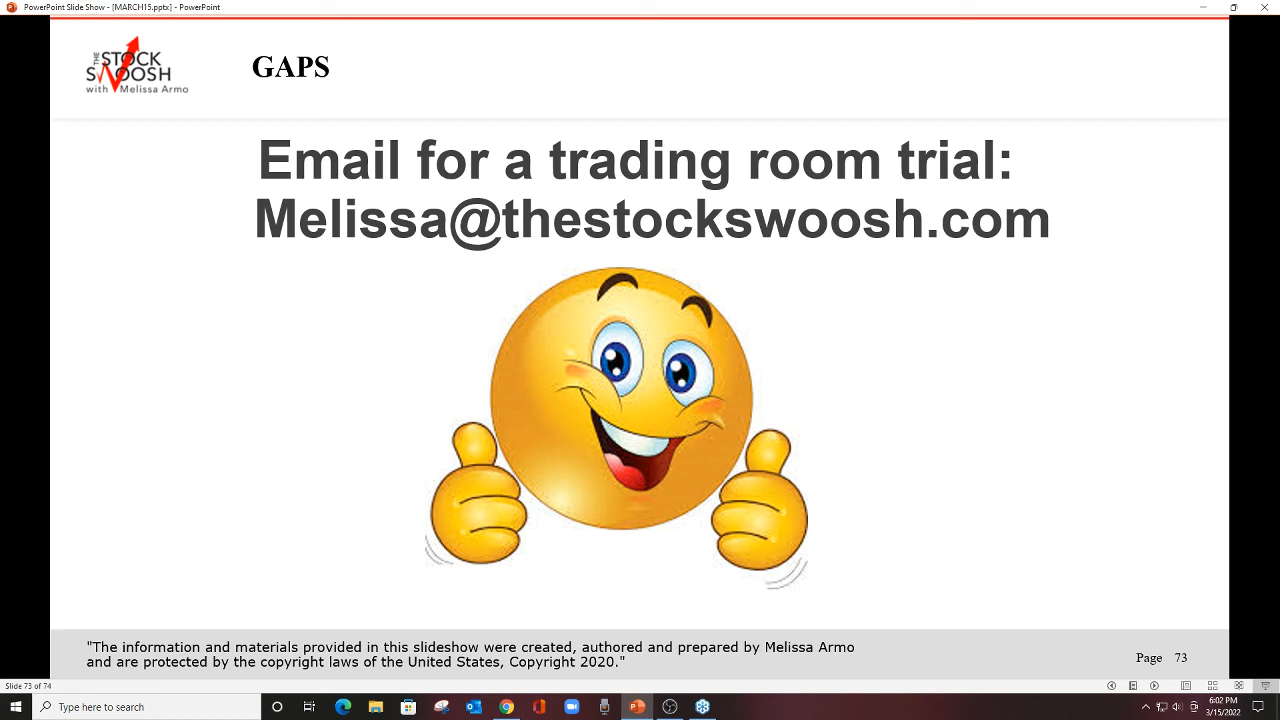 PowerPoint Slide Show - [MARCH15.pptx] - PowerPoint
THE
STOCK
SWOOSH
with Melissa Armo
GAPS
Email for a trading room trial:
Melissa@thestockswoosh.com
"The information and materials provided in this slideshow were created, authored and prepared by Melissa Armo
and are protected by the copyright laws of the United States, Copyright 2020."
Page 73
Slide 73 of 74
Type here to search
6:02 PM
3/15/2022